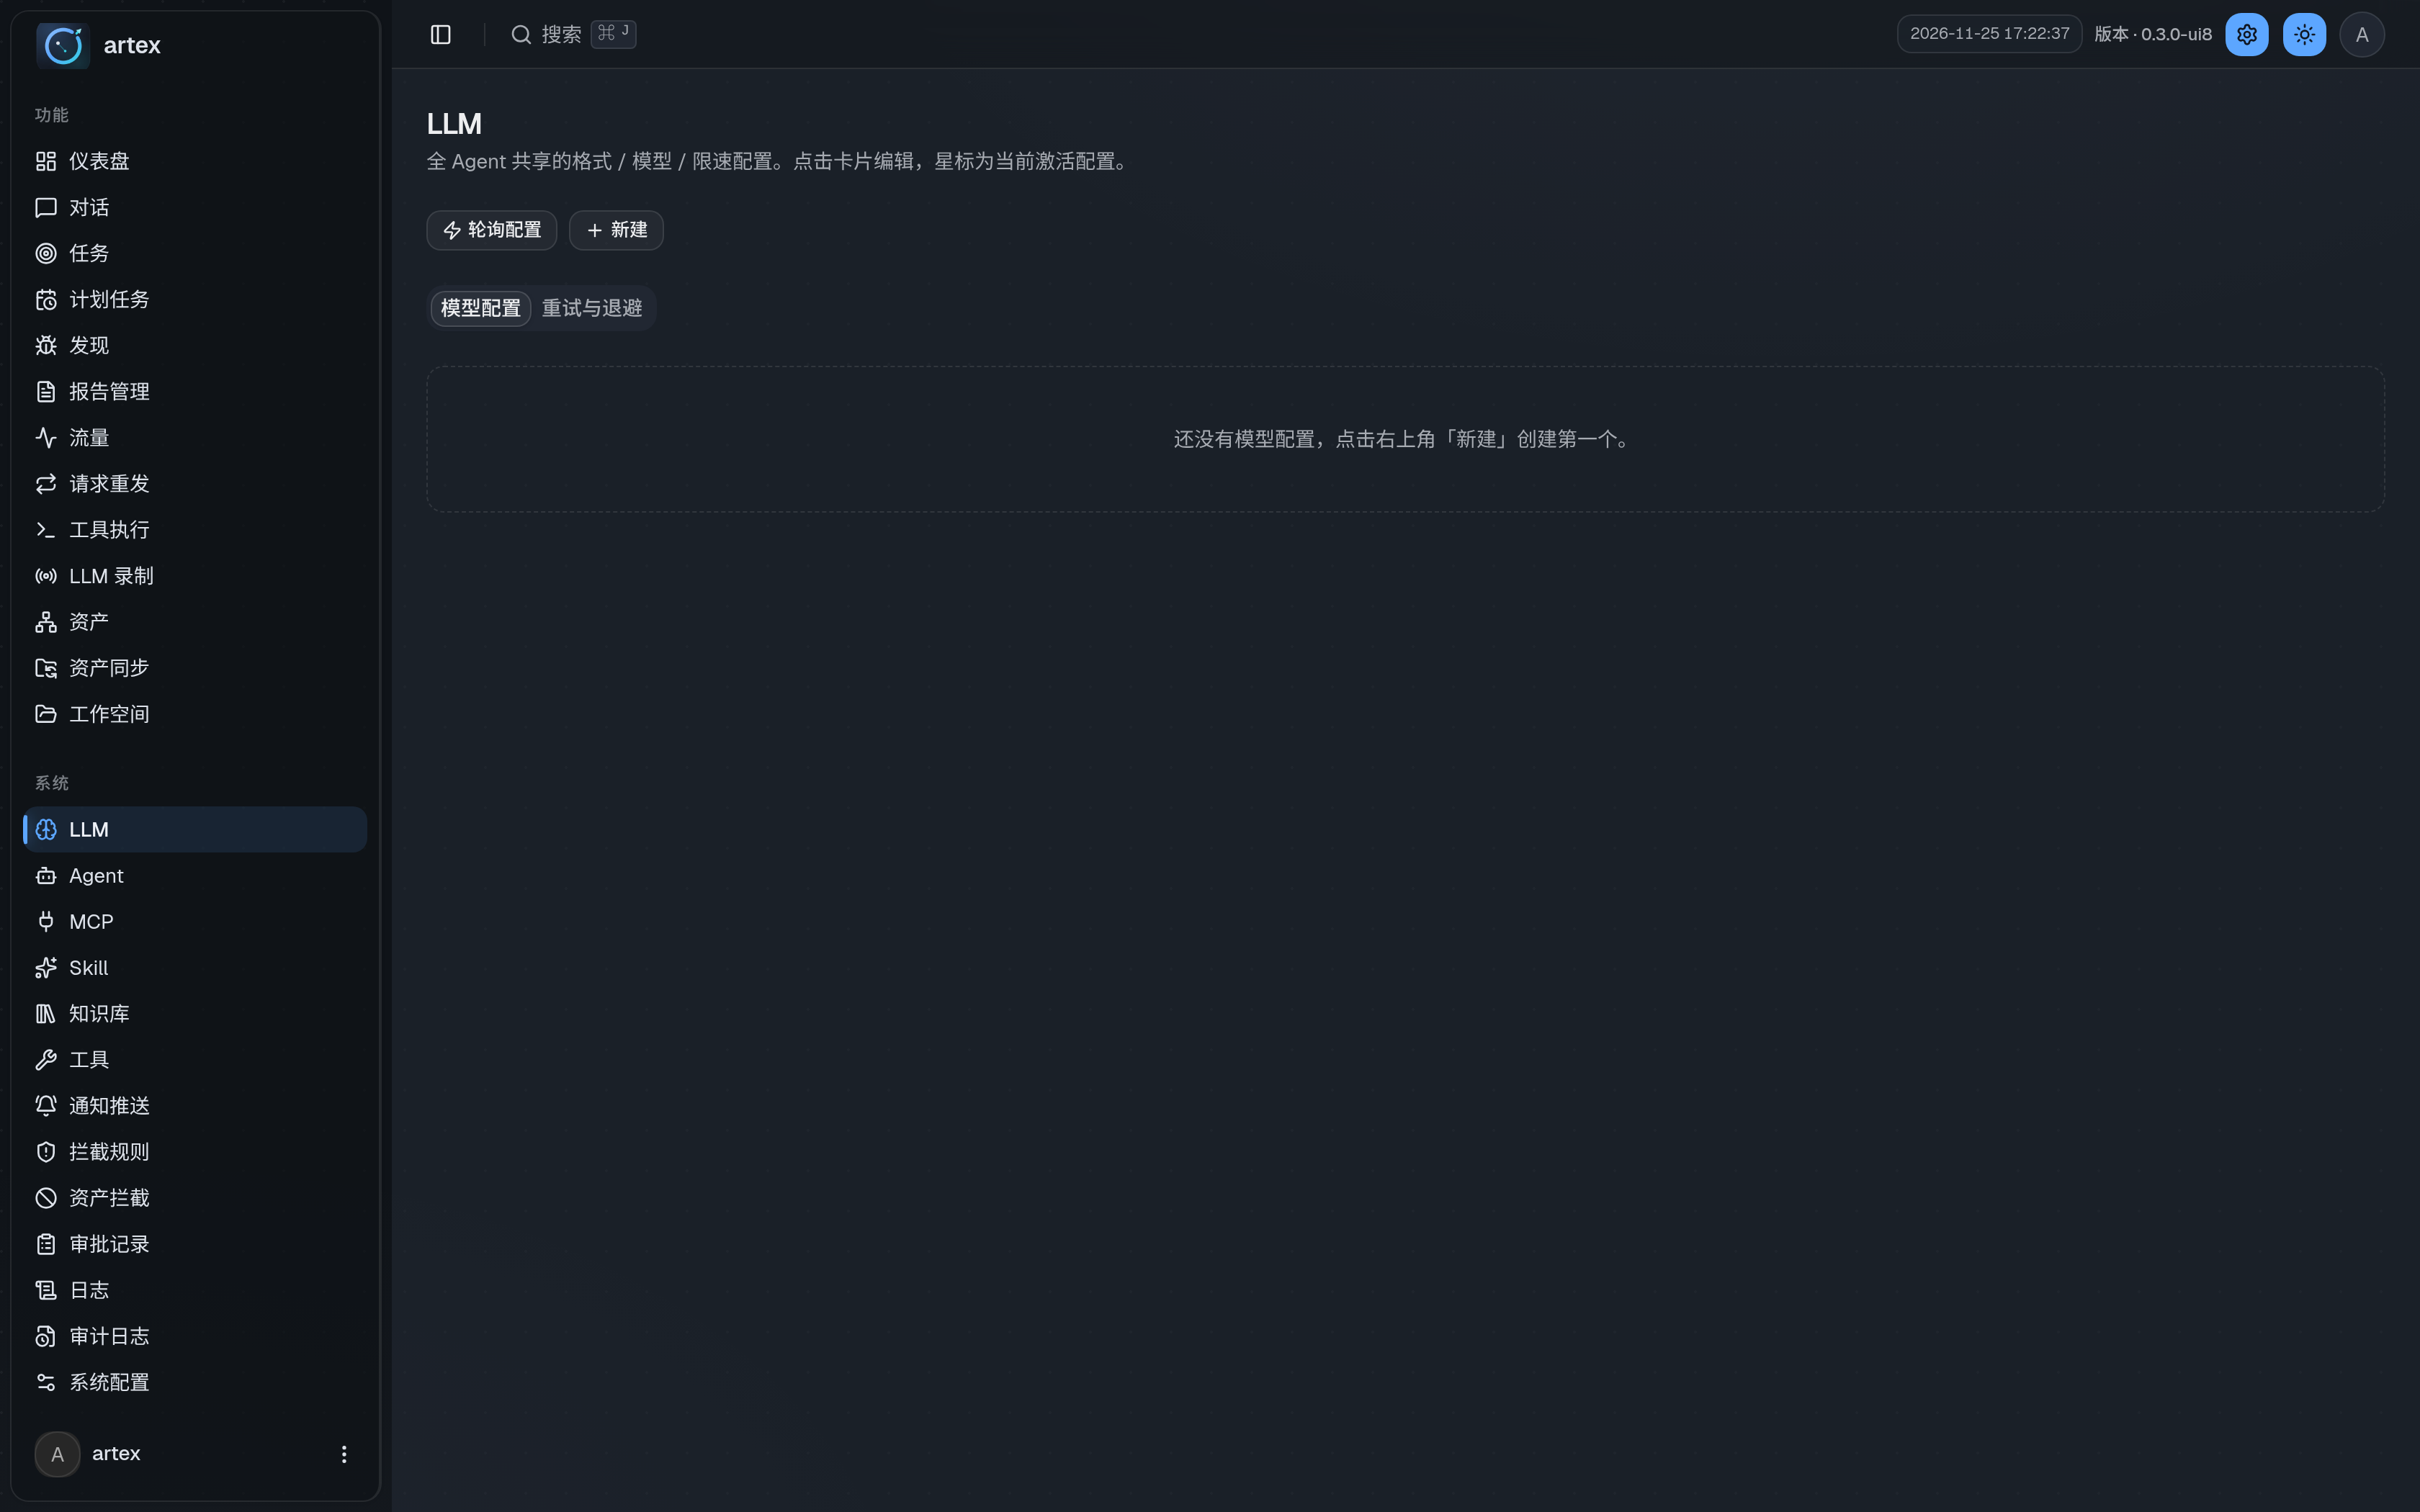 artex
功能
仪表盘
对话
任务
计划任务
发现
报告管理
流量
请求重发
工具执行
LLM 录制
资产
资产同步
工作空间
系统
LLM
Agent
MCP
Skill
知识库
工具
通知推送
拦截规则
资产拦截
审批记录
日志
审计日志
系统配置
A artex
搜索 ⌘ J
2026-11-25 17:22:37 版本 · 0.3.0-ui8 A
LLM
全 Agent 共享的格式 / 模型 / 限速配置。点击卡片编辑，星标为当前激活配置。
轮询配置 新建
模型配置 重试与退避
还没有模型配置，点击右上角「新建」创建第一个。